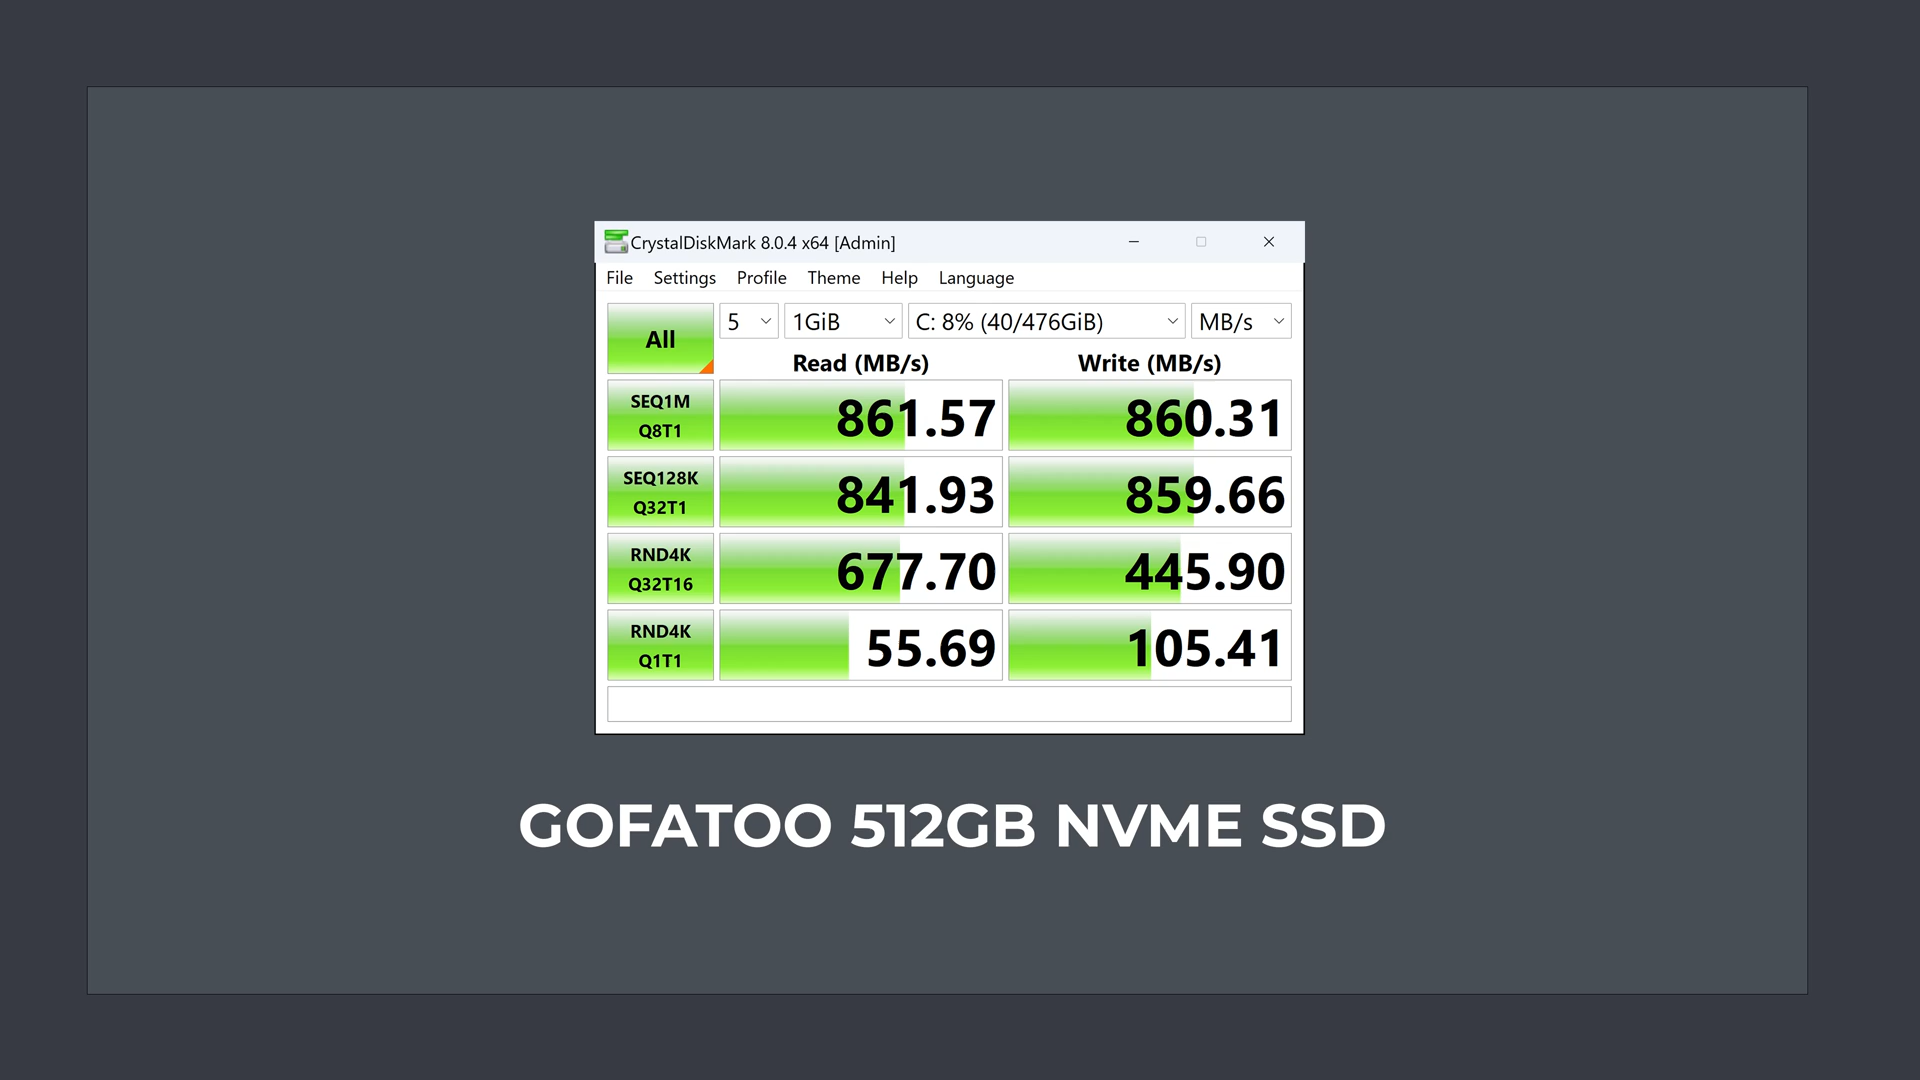 CrystalDiskMark 8.0.4 x64 [Admin]
File Settings Profile Theme Help Language
All 5 1GiB C: 8% (40/476GiB) MB/s
Read (MB/s) Write (MB/s)
SEQ1M Q8T1 861.57 860.31
SEQ128K Q32T1 841.93 859.66
RND4K Q32T16 677.70 445.90
RND4K Q1T1 55.69 105.41
GOFATOO 512GB NVME SSD